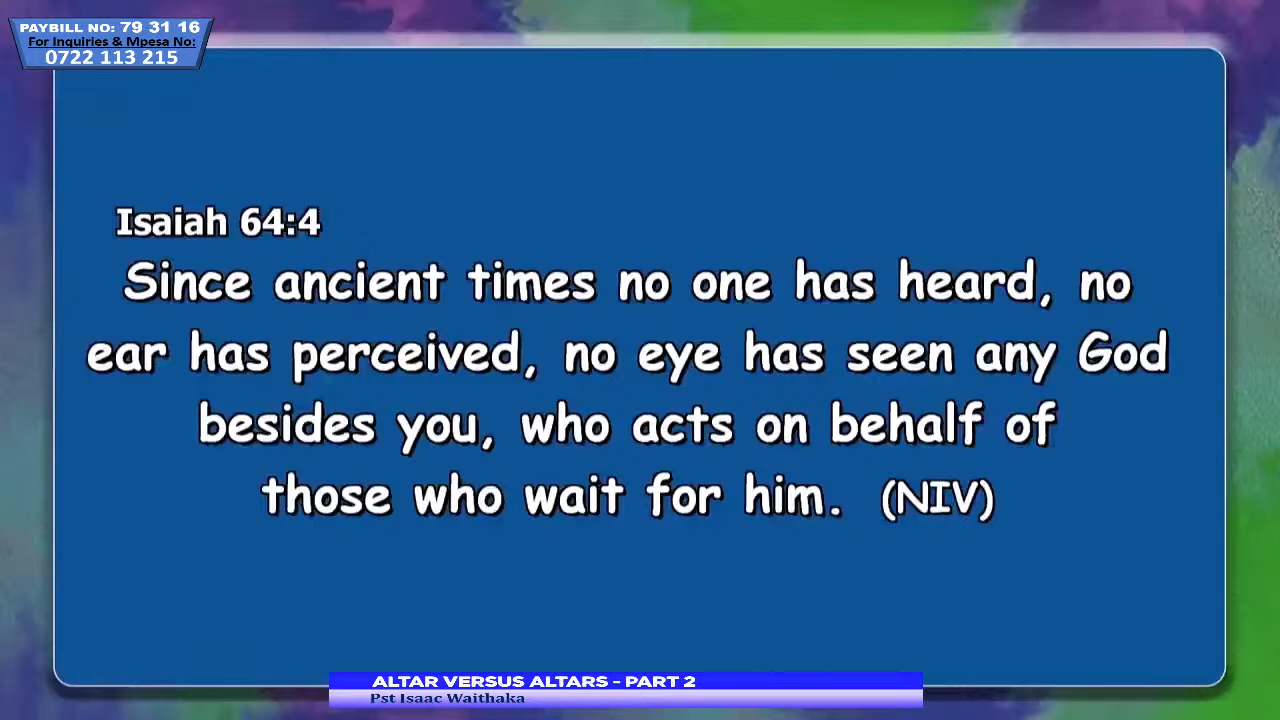 PAYBILL NO: 79 31 16
For Inquiries & Mpesa No:
0722 113 215
Isaiah 64:4
Since ancient times no one has heard, no
ear has perceived, no eye has seen any God
besides you, who acts on behalf of
those who wait for him. (NIV)
ALTAR VERSUS ALTARS - PART 2
Pst Isaac Waithaka